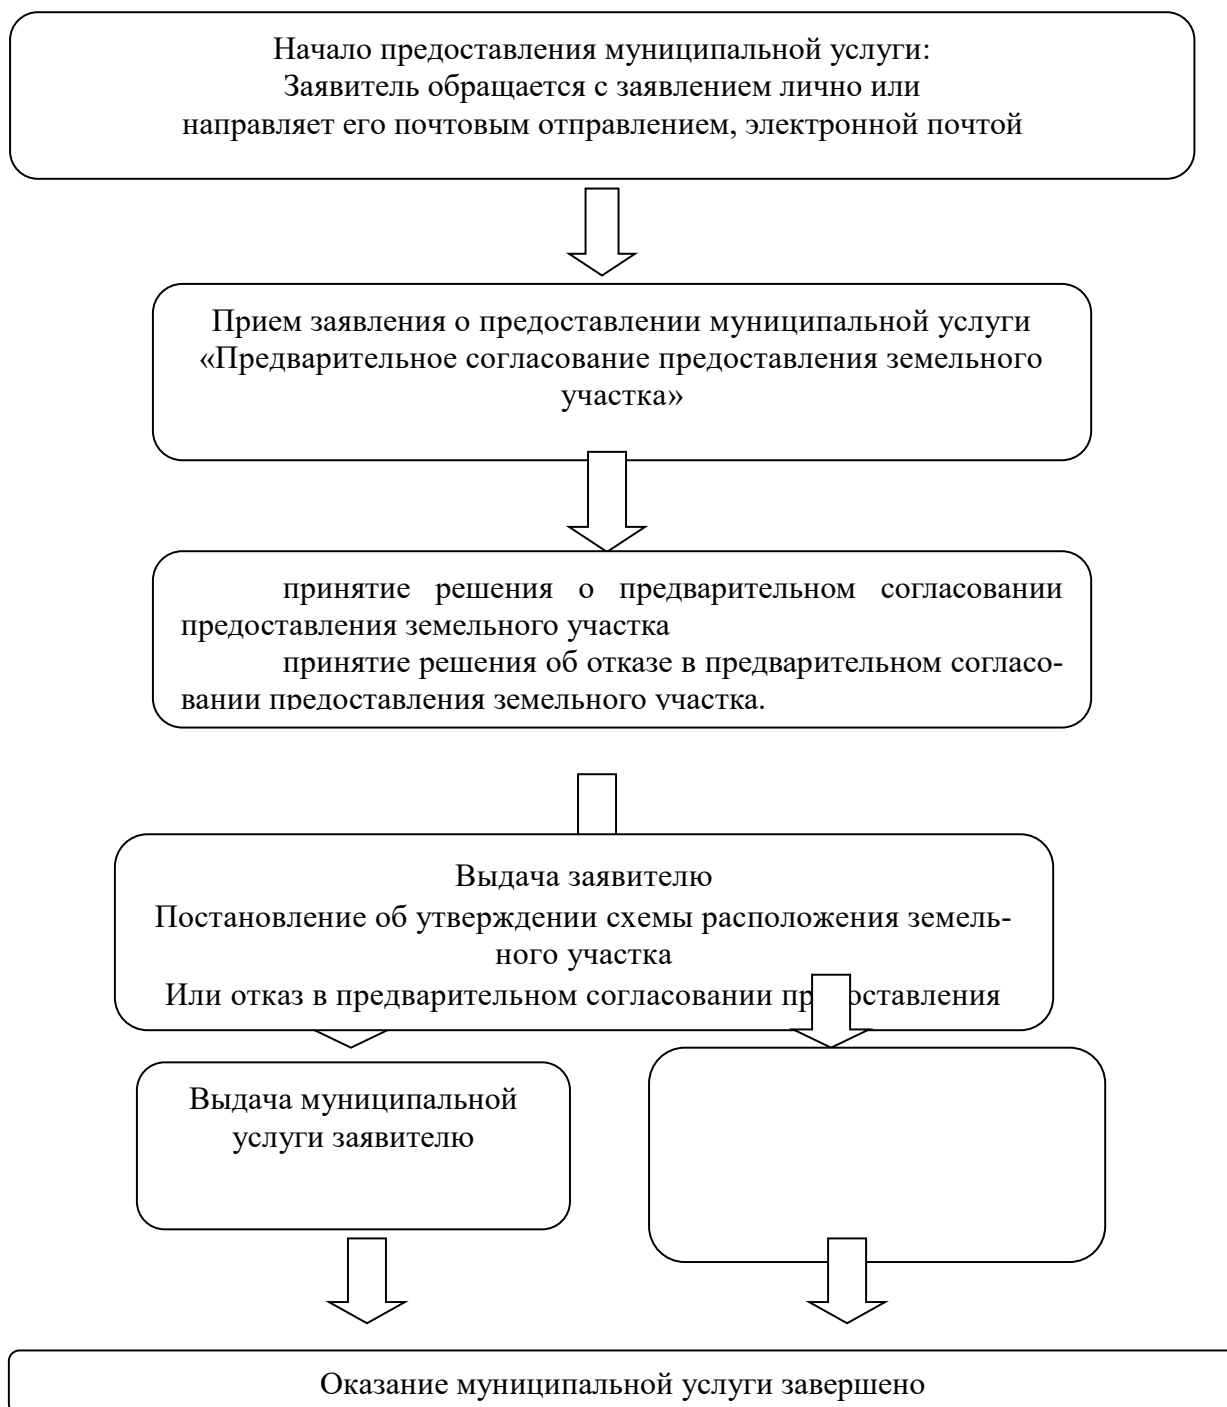 Начало предоставления муниципальной услуги:
Заявитель обращается с заявлением лично или
направляет его почтовым отправлением, электронной почтой
Прием заявления о предоставлении муниципальной услуги
«Предварительное согласование предоставления земельного
участка»
принятие решения о предварительном согласовании
предоставления земельного участка
принятие решения об отказе в предварительном согласо-
вании предоставления земельного участка.
Выдача заявителю
Постановление об утверждении схемы расположения земель-
ного участка
Или отказ в предварительном согласовании предоставления
Выдача муниципальной
услуги заявителю
Оказание муниципальной услуги завершено